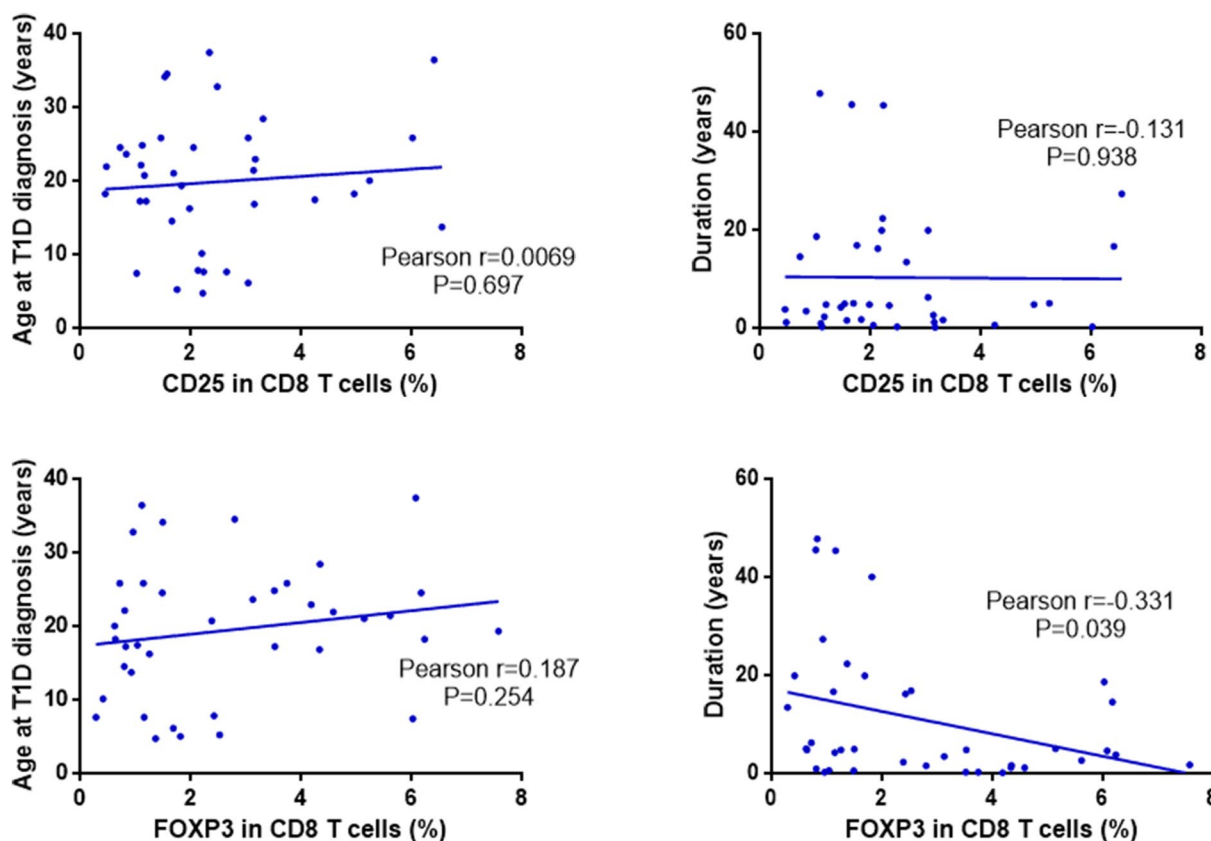 Age at T1D diagnosis (years)
40
30
20
10
0
Pearson r=0.0069
P=0.697
0 2 4 6 8
CD25 in CD8 T cells (%)
Duration (years)
60
40
20
0
Pearson r=-0.131
P=0.938
0 2 4 6 8
CD25 in CD8 T cells (%)
Age at T1D diagnosis (years)
40
30
20
10
0
Pearson r=0.187
P=0.254
0 2 4 6 8
FOXP3 in CD8 T cells (%)
Duration (years)
60
40
20
0
Pearson r=-0.331
P=0.039
0 2 4 6 8
FOXP3 in CD8 T cells (%)